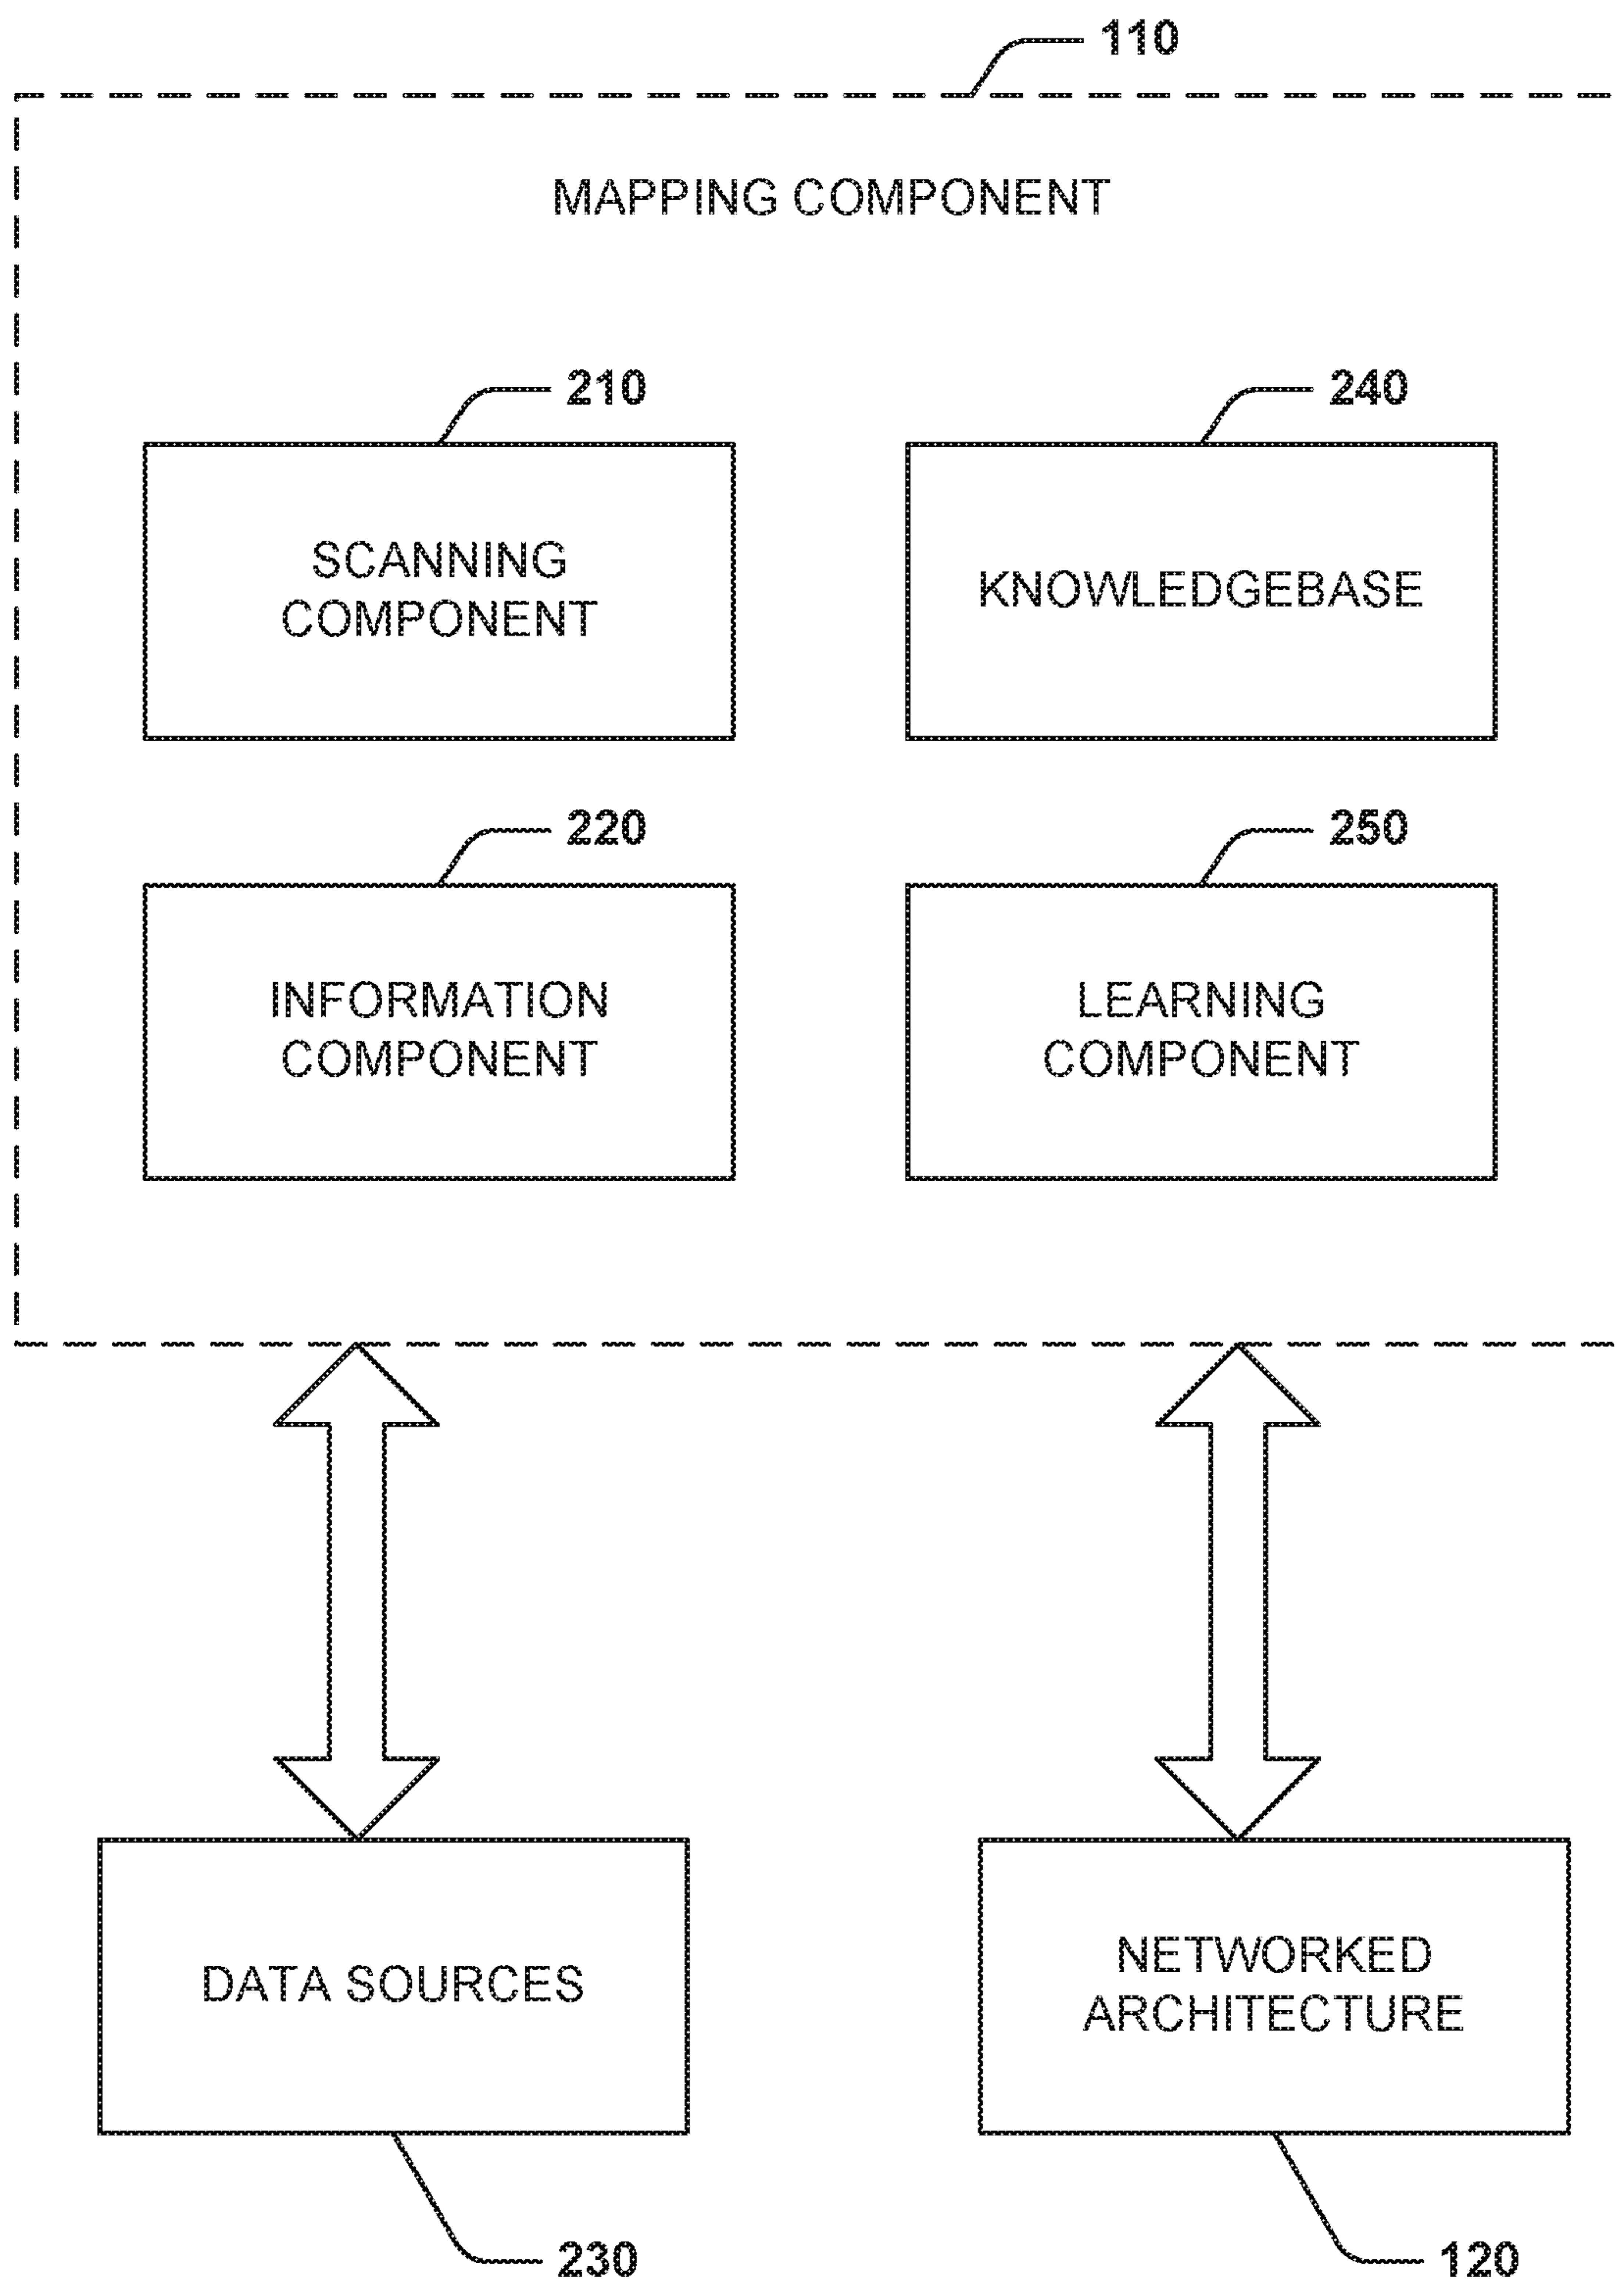 110
MAPPING COMPONENT
210
240
SCANNING
COMPONENT
KNOWLEDGEBASE
220
250
INFORMATION
COMPONENT
LEARNING
COMPONENT
DATA SOURCES
NETWORKED
ARCHITECTURE
230
120